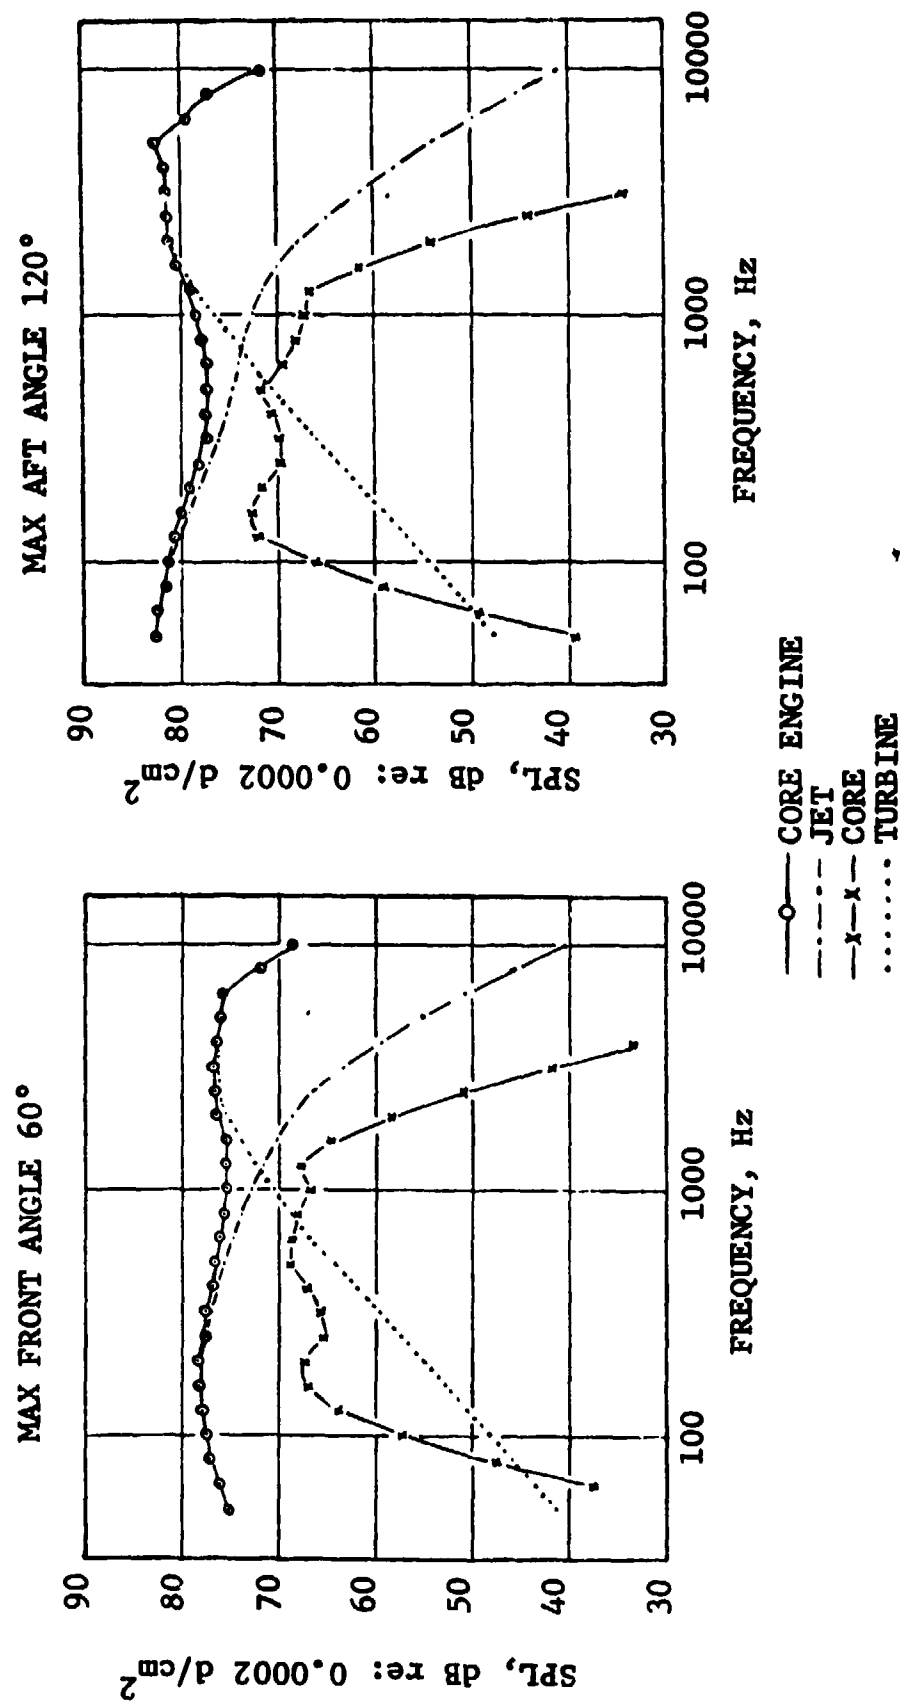 MAX FRONT ANGLE 60°
SPL, dB re: 0.0002 d/cm²
90
80
70
60
50
40
30
100
1000
10000
FREQUENCY, Hz
MAX AFT ANGLE 120°
SPL, dB re: 0.0002 d/cm²
90
80
70
60
50
40
30
100
1000
10000
FREQUENCY, Hz
CORE ENGINE
JET
CORE
TURBINE